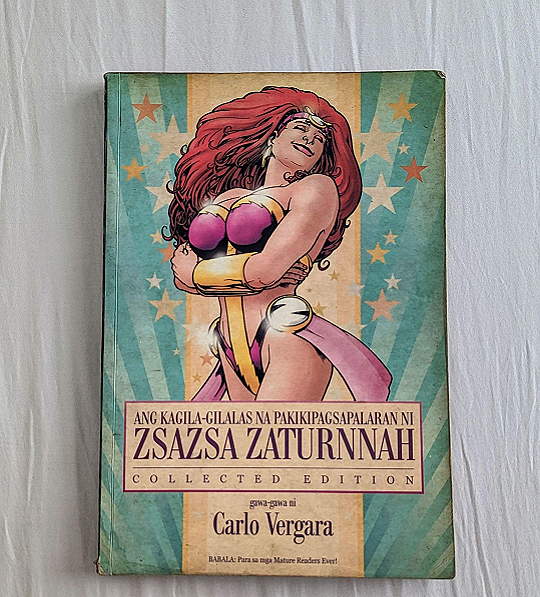 ANG KAGILA-GILALAS NA PAKIKIPAGSAPALARAN NI
ZSAZSA ZATURNNAH
COLLECTED EDITION
gawa-gawa ni
Carlo Vergara
BABALA: Para sa mga Mature Readers Ever!